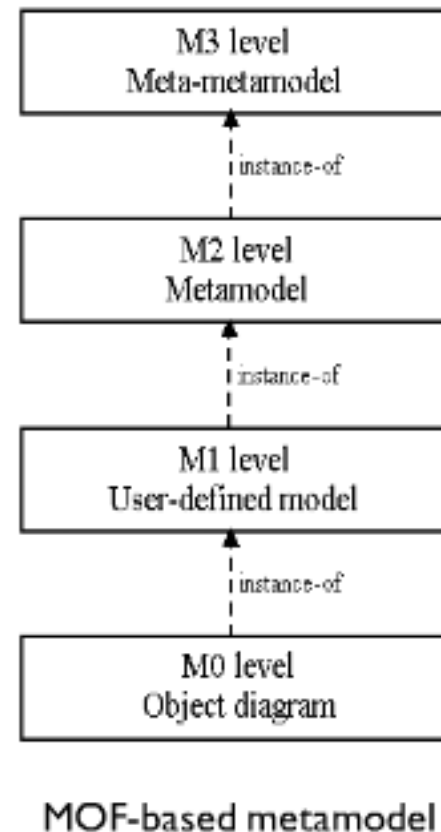 M3 level
Meta-metamodel
instance-of
M2 level
Metamodel
instance-of
M1 level
User-defined model
instance-of
M0 level
Object diagram
MOF-based metamodel